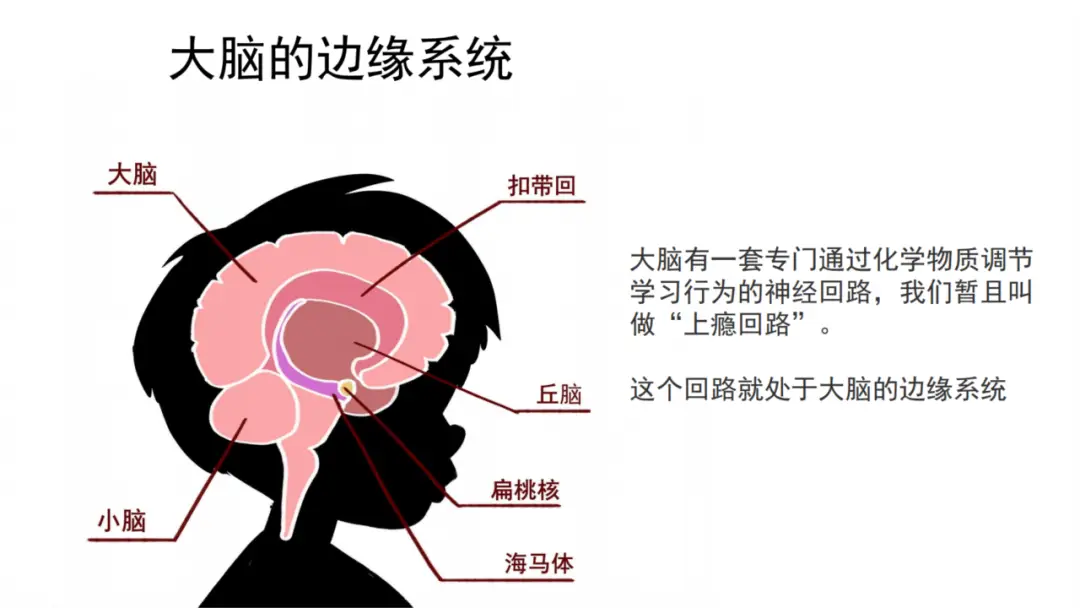 大脑的边缘系统
大脑
扣带回
丘脑
扁桃核
小脑
海马体
大脑有一套专门通过化学物质调节
学习行为的神经回路，我们暂且叫
做“上瘾回路”。
这个回路就处于大脑的边缘系统